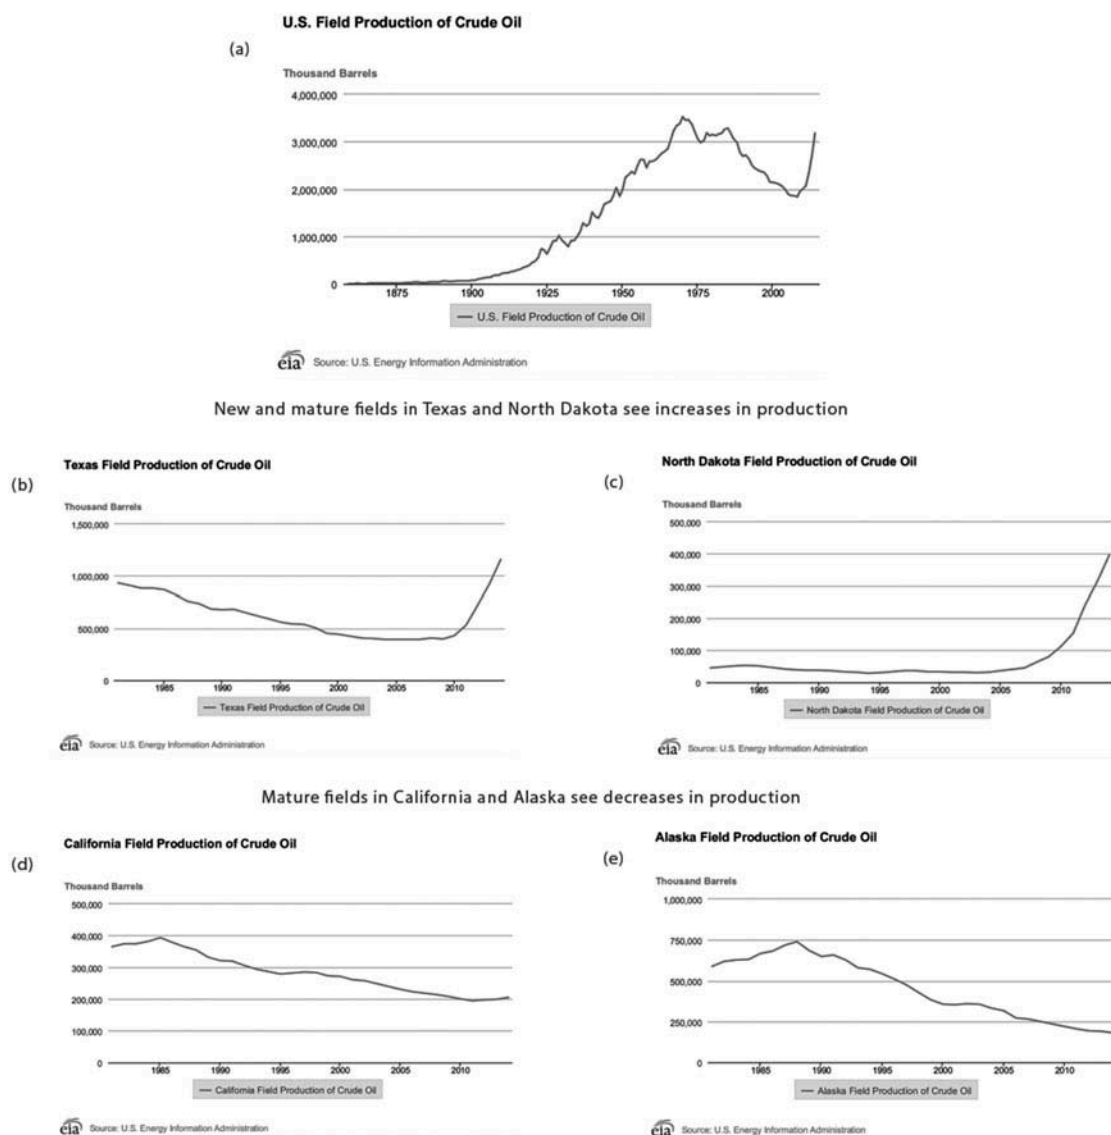 U.S. Field Production of Crude Oil
(a)
Thousand Barrels
4,000,000
3,000,000
2,000,000
1,000,000
0
1875 1900 1925 1950 1975 2000
U.S. Field Production of Crude Oil
eia Source: U.S. Energy Information Administration
New and mature fields in Texas and North Dakota see increases in production
(b)
Texas Field Production of Crude Oil
Thousand Barrels
1,500,000
1,000,000
500,000
0
1985 1990 1995 2000 2005 2010
Texas Field Production of Crude Oil
eia Source: U.S. Energy Information Administration
(c)
North Dakota Field Production of Crude Oil
Thousand Barrels
500,000
400,000
300,000
200,000
100,000
0
1985 1990 1995 2000 2005 2010
North Dakota Field Production of Crude Oil
eia Source: U.S. Energy Information Administration
Mature fields in California and Alaska see decreases in production
(d)
California Field Production of Crude Oil
Thousand Barrels
500,000
400,000
300,000
200,000
100,000
0
1985 1990 1995 2000 2005 2010
California Field Production of Crude Oil
eia Source: U.S. Energy Information Administration
(e)
Alaska Field Production of Crude Oil
Thousand Barrels
1,000,000
750,000
500,000
250,000
0
1985 1990 1995 2000 2005 2010
Alaska Field Production of Crude Oil
eia Source: U.S. Energy Information Administration